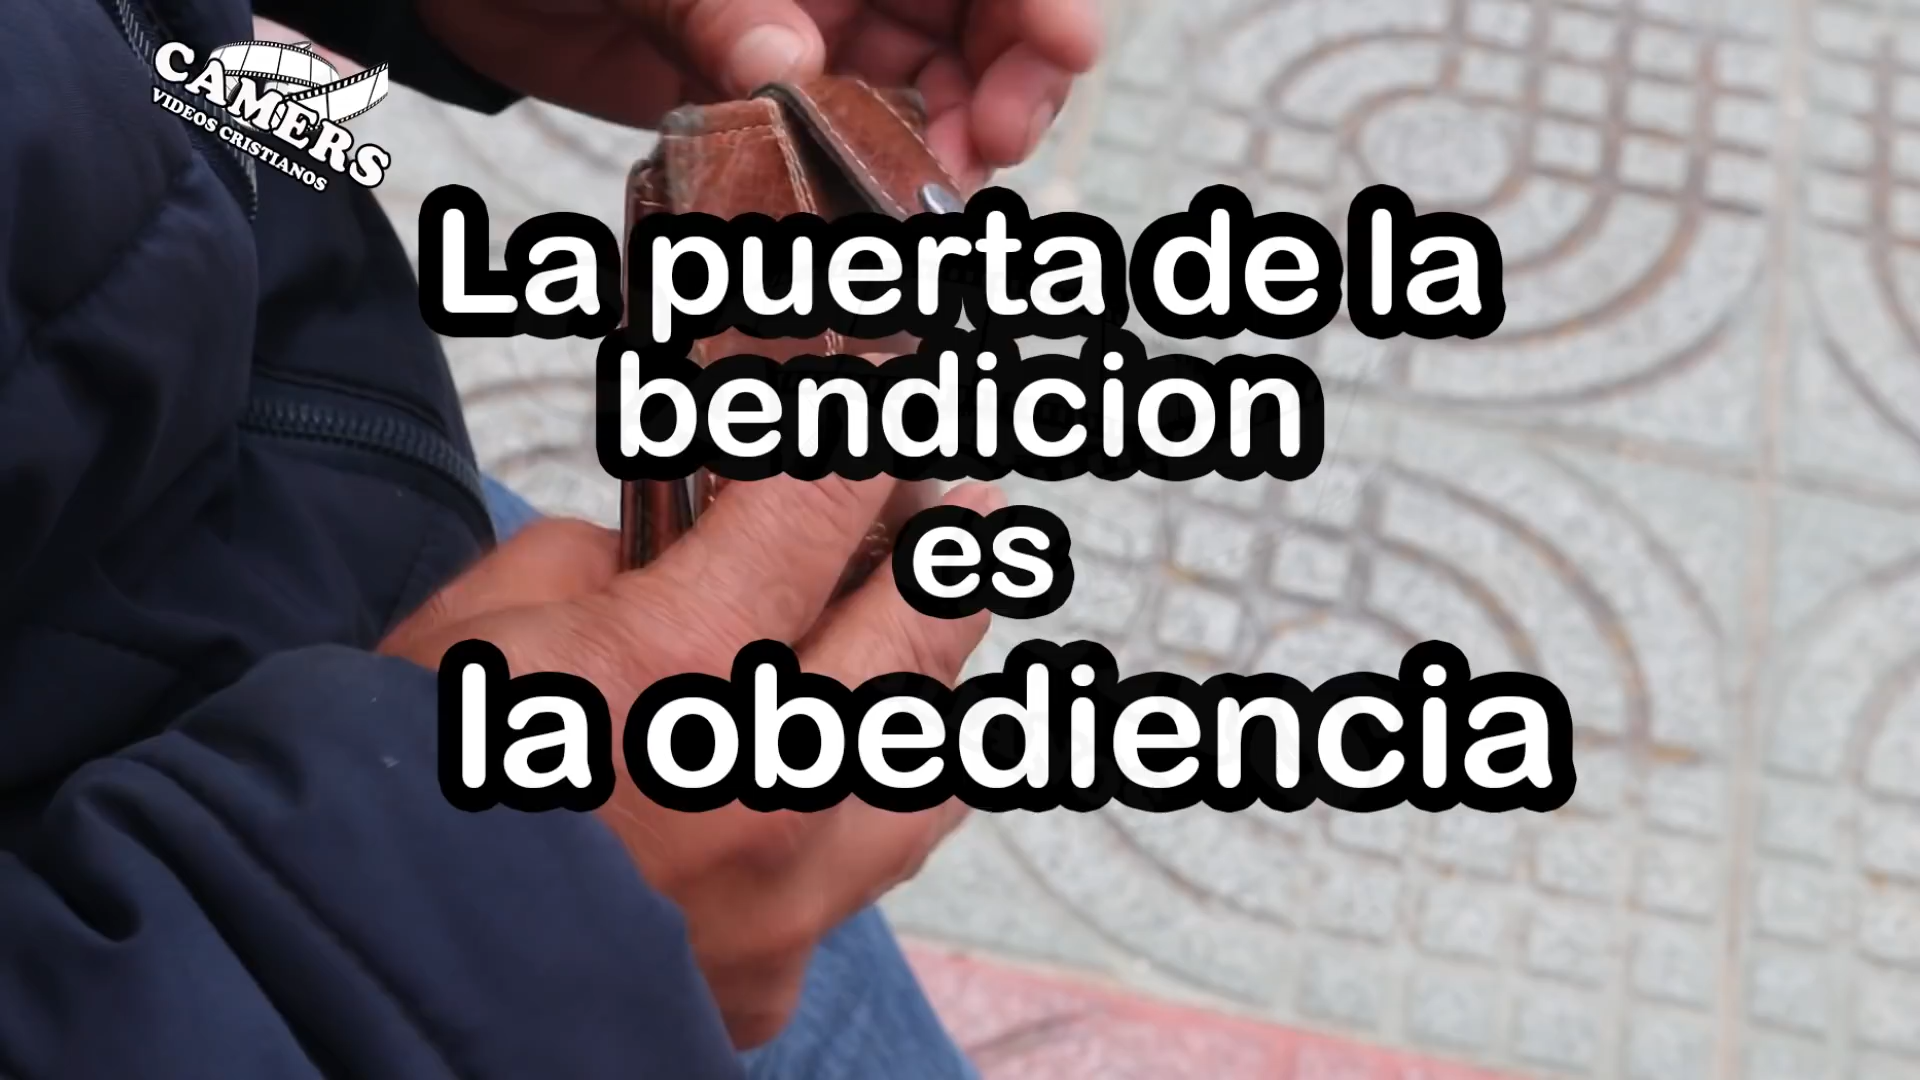 CAMERS
VIDEOS CRISTIANOS
La puerta de la
bendicion
es
la obediencia